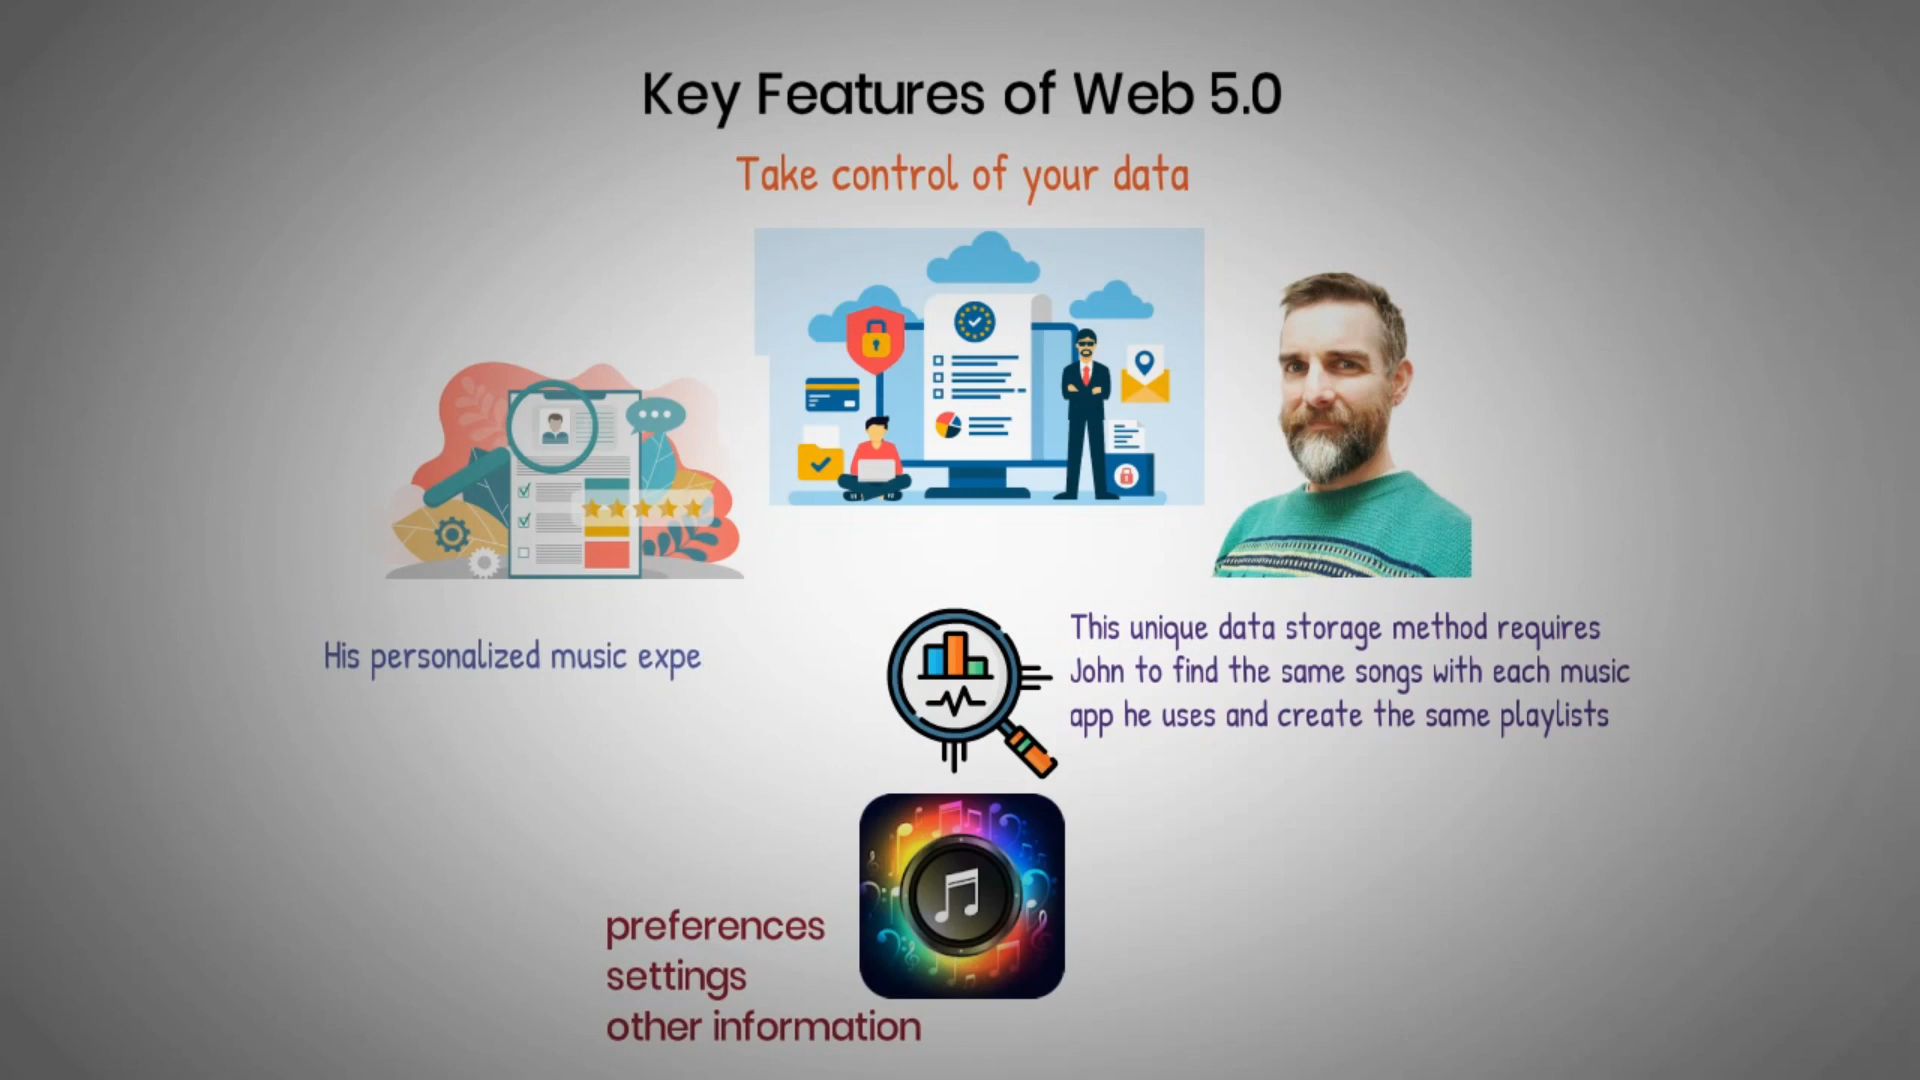 Key Features of Web 5.0
Take control of your data
His personalized music expe
This unique data storage method requires
John to find the same songs with each music
app he uses and create the same playlists
preferences
settings
other information